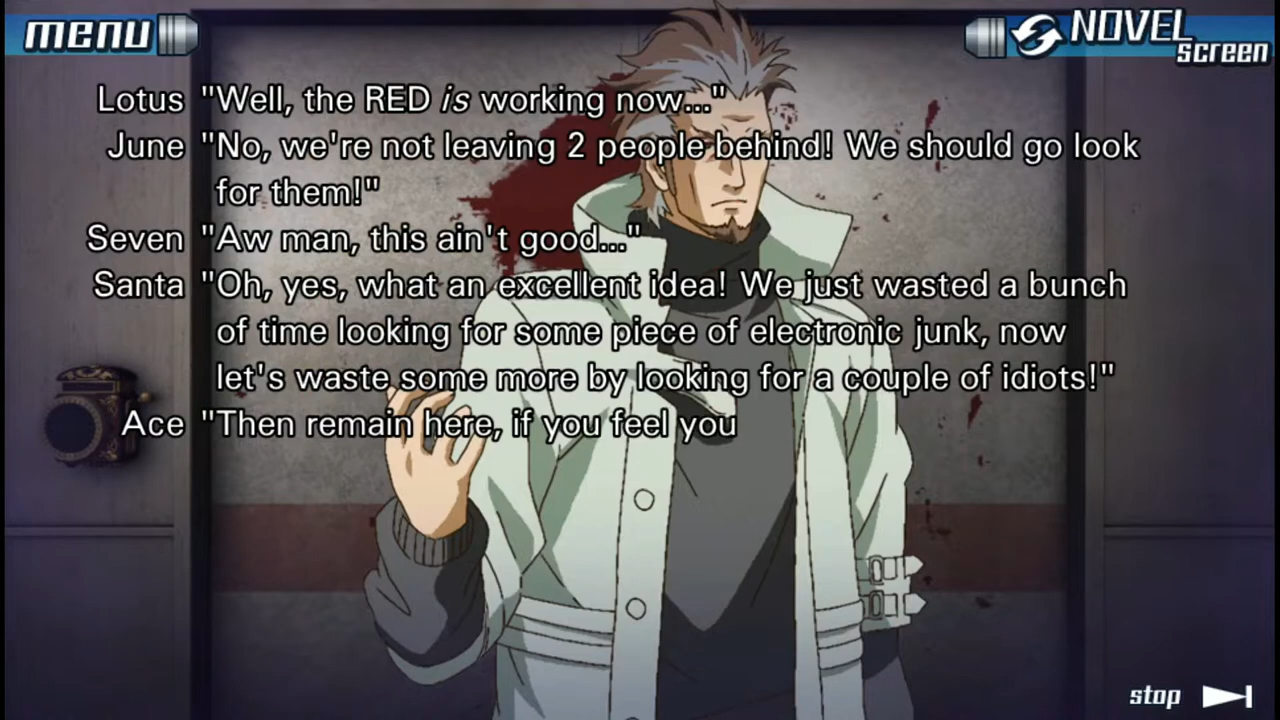 menu
NOVEL
screen
Lotus "Well, the RED is working now..."
June "No, we're not leaving 2 people behind! We should go look
for them!"
Seven "Aw man, this ain't good..."
Santa "Oh, yes, what an excellent idea! We just wasted a bunch
of time looking for some piece of electronic junk, now
let's waste some more by looking for a couple of idiots!"
Ace "Then remain here, if you feel you
stop